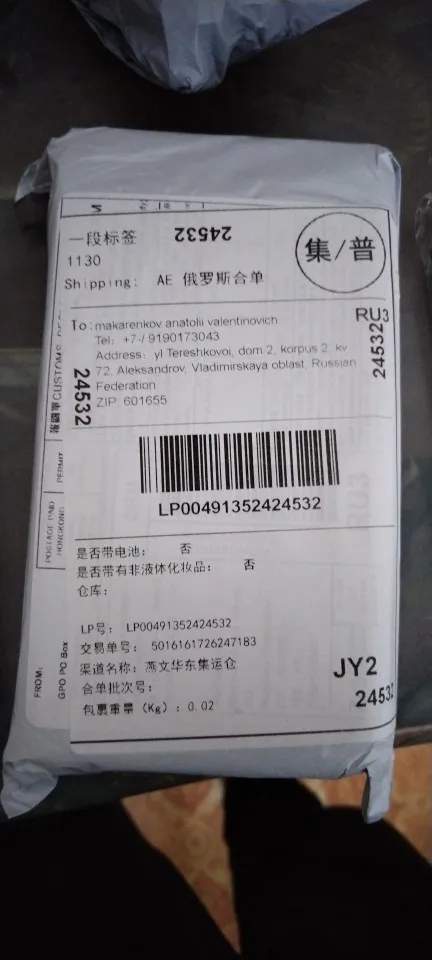 一段标签
24532
集/普
1130
Shipping: AE 俄罗斯合单
To: makarenkov anatolii valentinovich
RU3
Tel: +7-/ 9190173043
Address: yl Tereshkovoi, dom 2, korpus 2, kv
72, Aleksandrov, Vladimirskaya oblast, Russian
Federation
ZIP: 601655
24532
24532
LP00491352424532
是否带电池: 否
是否带有非液体化妆品: 否
仓库:
LP号: LP00491352424532
交易单号: 5016161726247183
渠道名称: 燕文华东集运仓
JY2
合单批次号:
24532
包裹重量 (Kg): 0.02
CUSTOMS
PERMIT
POSTAGE PAID
HONGKONG
FROM:
GPO PO Box